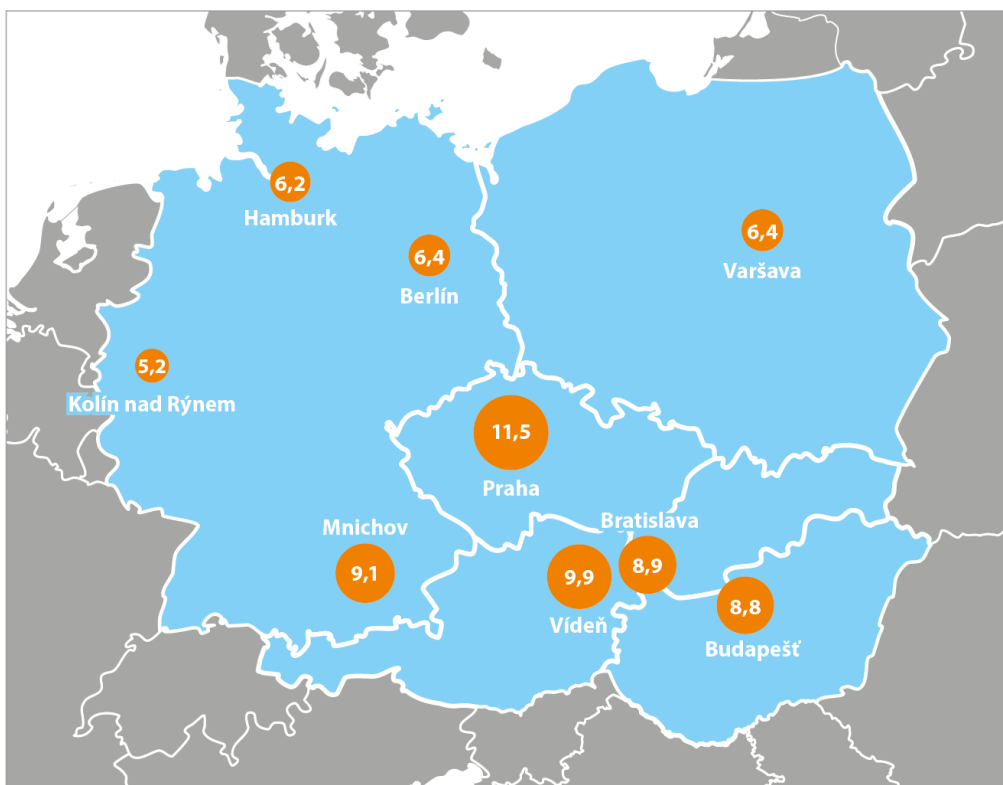 6,2
Hamburk
6,4
Berlín
6,4
Varšava
5,2
Kolín nad Rýnem
11,5
Praha
Mnichov
9,1
9,9
Vídeň
Bratislava
8,9
8,8
Budapešť